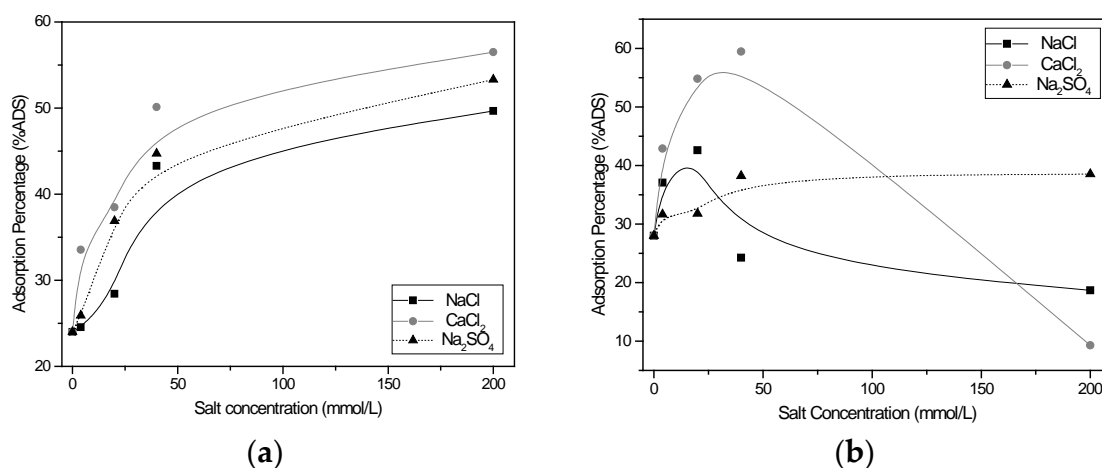 60
50
40
30
20
Adsorption Percentage (%ADS)
NaCl
CaCl2
Na2SO4
0 50 100 150 200
Salt concentration (mmol/L)
(a)
60
50
40
30
20
10
Adsorption Percentage (%ADS)
NaCl
CaCl2
Na2SO4
0 50 100 150 200
Salt Concentration (mmol/L)
(b)